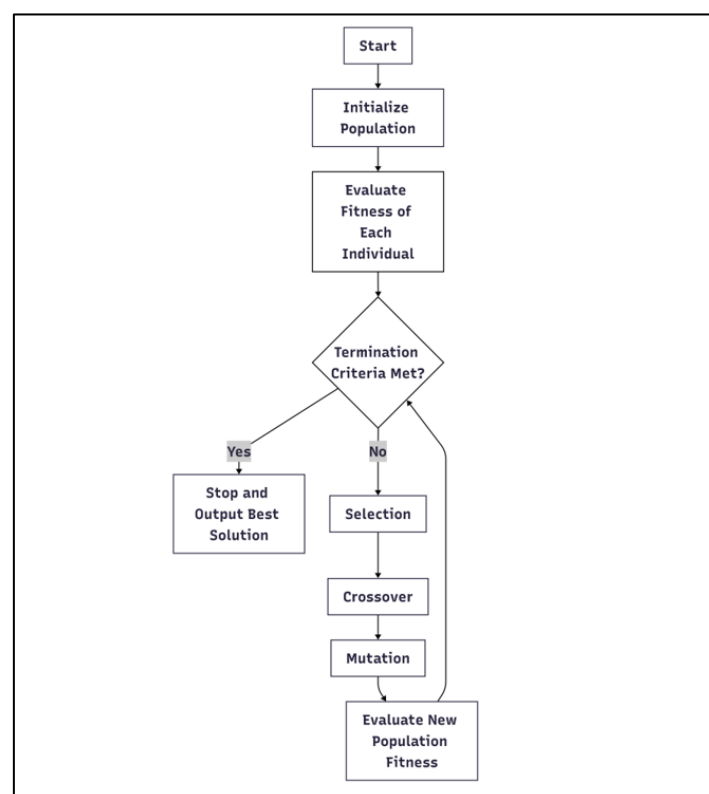 Start
Initialize
Population
Evaluate
Fitness of
Each
Individual
Termination
Criteria Met?
Yes
No
Stop and
Output Best
Solution
Selection
Crossover
Mutation
Evaluate New
Population
Fitness